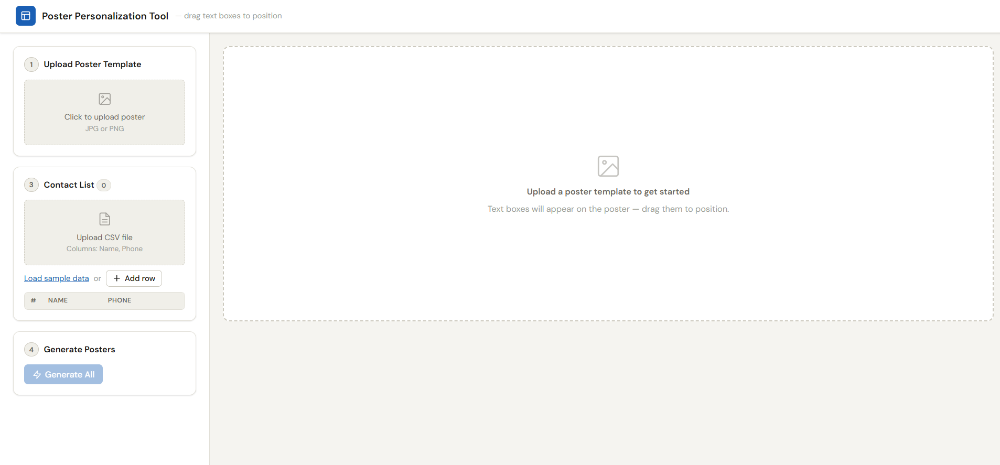 Poster Personalization Tool — drag text boxes to position
1 Upload Poster Template
Click to upload poster
JPG or PNG
3 Contact List 0
Upload CSV file
Columns: Name, Phone
Load sample data or + Add row
# NAME PHONE
4 Generate Posters
Generate All
Upload a poster template to get started
Text boxes will appear on the poster — drag them to position.